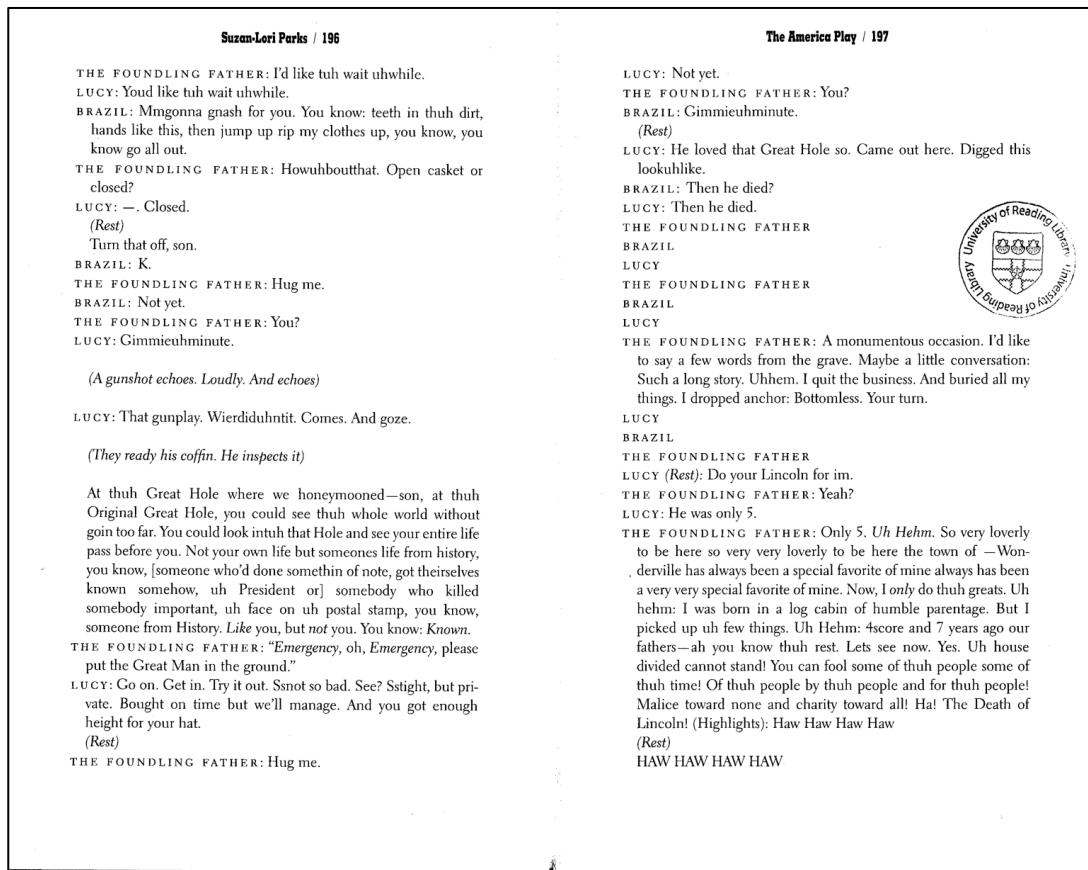 Suzan-Lori Parks / 196
THE FOUNDLING FATHER: I'd like tuh wait uhwhile.
LUCY: Youd like tuh wait uhwhile.
BRAZIL: Mmgonna gnash for you. You know: teeth in thuh dirt,
hands like this, then jump up rip my clothes up, you know, you
know go all out.
THE FOUNDLING FATHER: Howuhboutthat. Open casket or
closed?
LUCY: —. Closed.
(Rest)
Turn that off, son.
BRAZIL: K.
THE FOUNDLING FATHER: Hug me.
BRAZIL: Not yet.
THE FOUNDLING FATHER: You?
LUCY: Gimmieuhminute.
(A gunshot echoes. Loudly. And echoes)
LUCY: That gunplay. Wierdiduhntit. Comes. And goze.
(They ready his coffin. He inspects it)
At thuh Great Hole where we honeymooned—son, at thuh
Original Great Hole, you could see thuh whole world without
goin too far. You could look intuh that Hole and see your entire life
pass before you. Not your own life but someones life from history,
you know, [someone who'd done somethin of note, got theirselves
known somehow, uh President or] somebody who killed
somebody important, uh face on uh postal stamp, you know,
someone from History. Like you, but not you. You know: Known.
THE FOUNDLING FATHER: "Emergency, oh, Emergency, please
put the Great Man in the ground."
LUCY: Go on. Get in. Try it out. Ssnot so bad. See? Sstight, but pri-
vate. Bought on time but we'll manage. And you got enough
height for your hat.
(Rest)
THE FOUNDLING FATHER: Hug me.
The America Play / 197
LUCY: Not yet.
THE FOUNDLING FATHER: You?
BRAZIL: Gimmieuhminute.
(Rest)
LUCY: He loved that Great Hole so. Came out here. Digged this
lookuhlike.
BRAZIL: Then he died?
LUCY: Then he died.
THE FOUNDLING FATHER
BRAZIL
LUCY
THE FOUNDLING FATHER
BRAZIL
LUCY
THE FOUNDLING FATHER: A monumentous occasion. I'd like
to say a few words from the grave. Maybe a little conversation:
Such a long story. Uhhem. I quit the business. And buried all my
things. I dropped anchor: Bottomless. Your turn.
LUCY
BRAZIL
THE FOUNDLING FATHER
LUCY (Rest): Do your Lincoln for im.
THE FOUNDLING FATHER: Yeah?
LUCY: He was only 5.
THE FOUNDLING FATHER: Only 5. Uh Hehm. So very loverly
to be here so very very loverly to be here the town of —Won-
derville has always been a special favorite of mine always has been
a very very special favorite of mine. Now, I only do thuh greats. Uh
hehm: I was born in a log cabin of humble parentage. But I
picked up uh few things. Uh Hehm: 4score and 7 years ago our
fathers—ah you know thuh rest. Lets see now. Yes. Uh house
divided cannot stand! You can fool some of thuh people some of
thuh time! Of thuh people by thuh people and for thuh people!
Malice toward none and charity toward all! Ha! The Death of
Lincoln! (Highlights): Haw Haw Haw Haw
(Rest)
HAW HAW HAW HAW
University of Reading Library
University of Reading Library